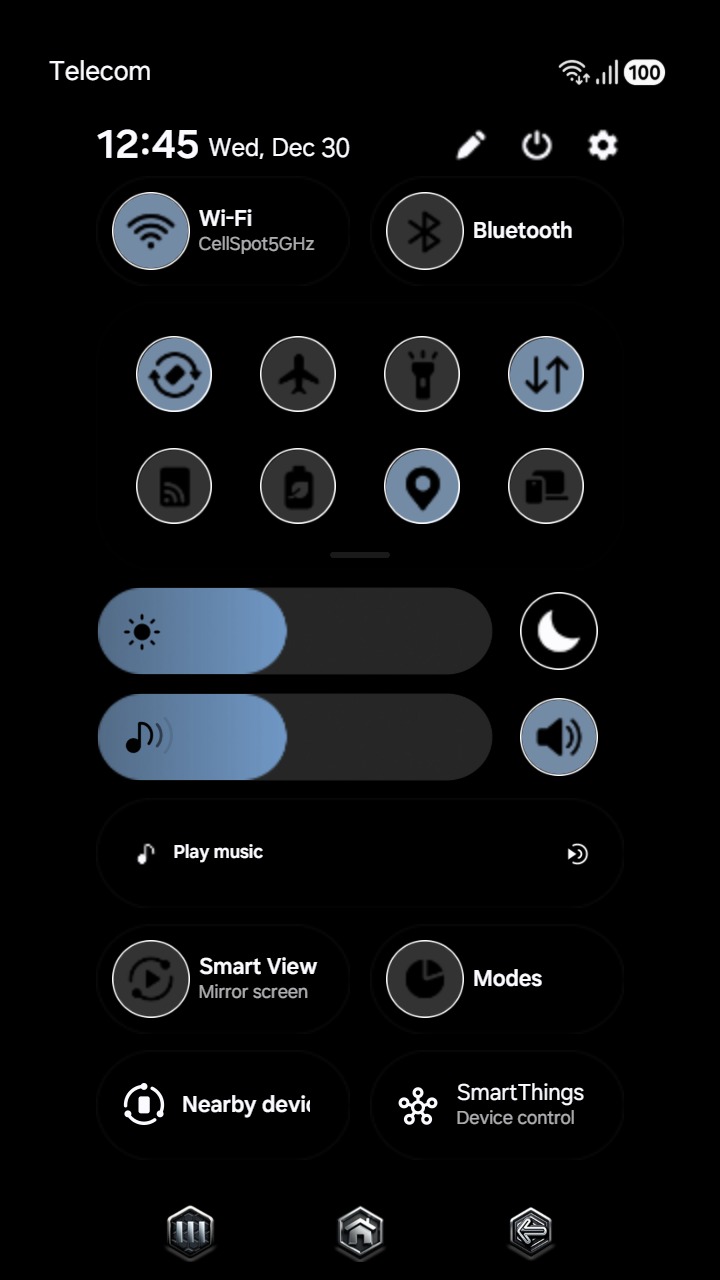 Telecom
100
12:45 Wed, Dec 30
Wi-Fi
CellSpot5GHz
Bluetooth
Play music
Smart View
Mirror screen
Modes
Nearby devi
SmartThings
Device control